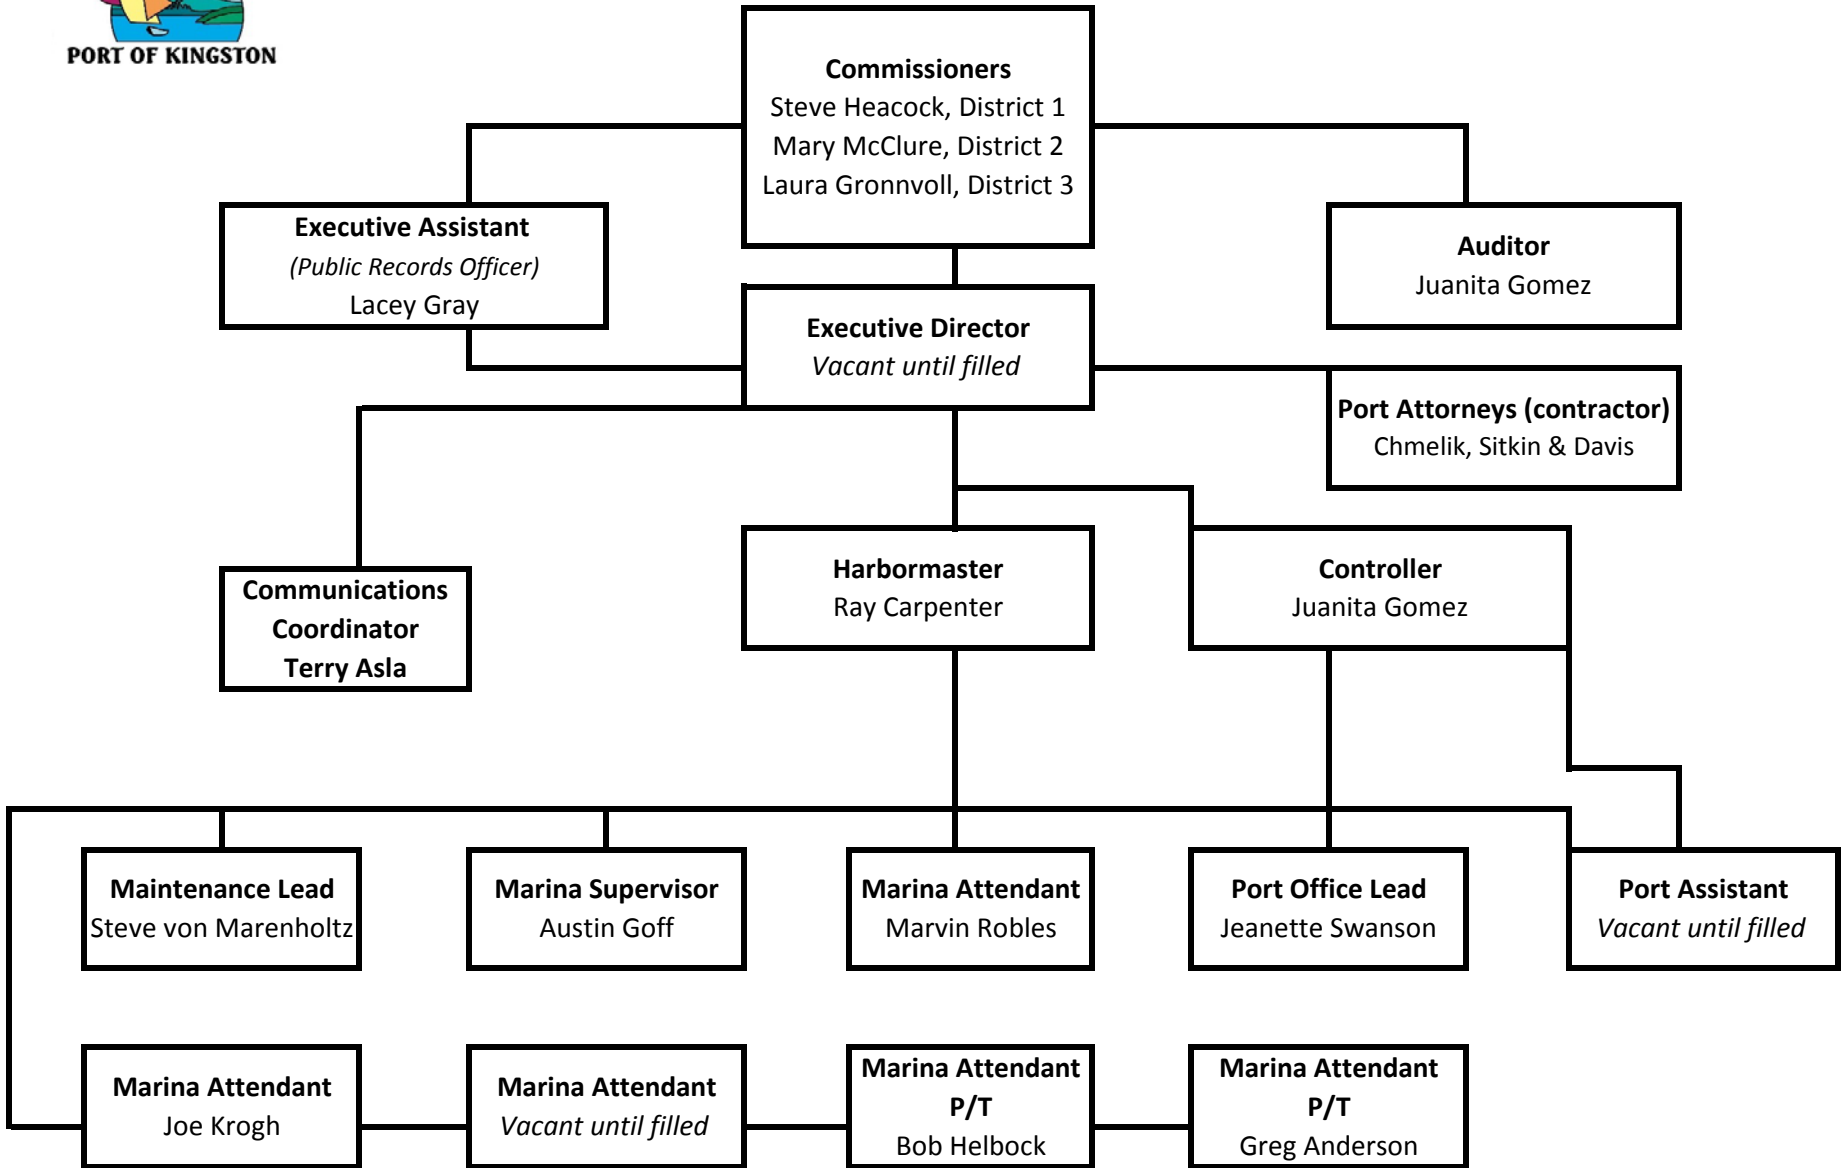 PORT OF KINGSTON
Commissioners
Steve Heacock, District 1
Mary McClure, District 2
Laura Gronnvoll, District 3
Executive Assistant
(Public Records Officer)
Lacey Gray
Auditor
Juanita Gomez
Executive Director
Vacant until filled
Port Attorneys (contractor)
Chmelik, Sitkin & Davis
Communications
Coordinator
Terry Asla
Harbormaster
Ray Carpenter
Controller
Juanita Gomez
Maintenance Lead
Steve von Marenholtz
Marina Supervisor
Austin Goff
Marina Attendant
Marvin Robles
Port Office Lead
Jeanette Swanson
Port Assistant
Vacant until filled
Marina Attendant
Joe Krogh
Marina Attendant
Vacant until filled
Marina Attendant
P/T
Bob Helbock
Marina Attendant
P/T
Greg Anderson